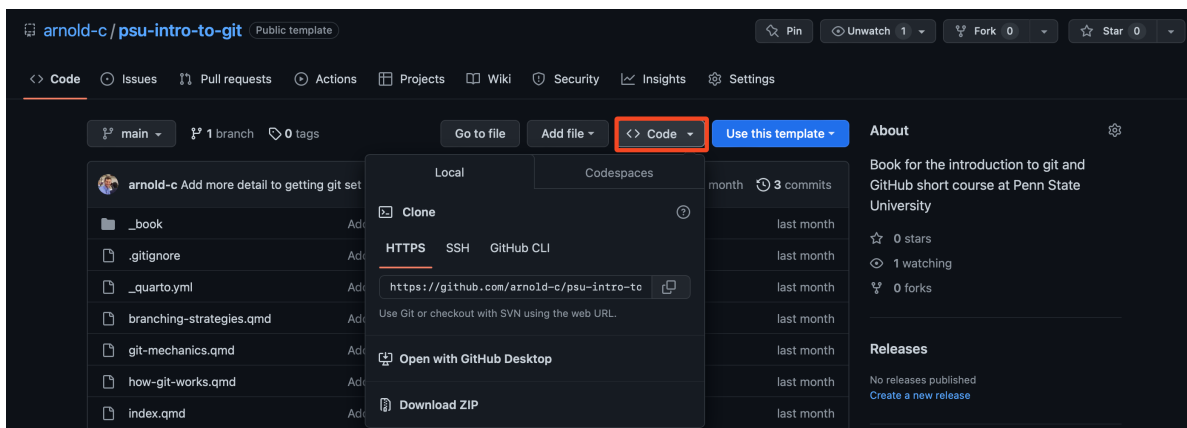 arnold-c / psu-intro-to-git Public template
Pin Unwatch 1 Fork 0 Star 0
<> Code Issues Pull requests Actions Projects Wiki Security Insights Settings
main 1 branch 0 tags Go to file Add file <> Code Use this template
About
Book for the introduction to git and
GitHub short course at Penn State
University
0 stars
1 watching
0 forks
Releases
No releases published
Create a new release
arnold-c Add more detail to getting git set month 3 commits
Local Codespaces
Clone
HTTPS SSH GitHub CLI
https://github.com/arnold-c/psu-intro-to
Use Git or checkout with SVN using the web URL.
Open with GitHub Desktop
Download ZIP
_book last month
.gitignore last month
_quarto.yml last month
branching-strategies.qmd last month
git-mechanics.qmd last month
how-git-works.qmd last month
index.qmd last month